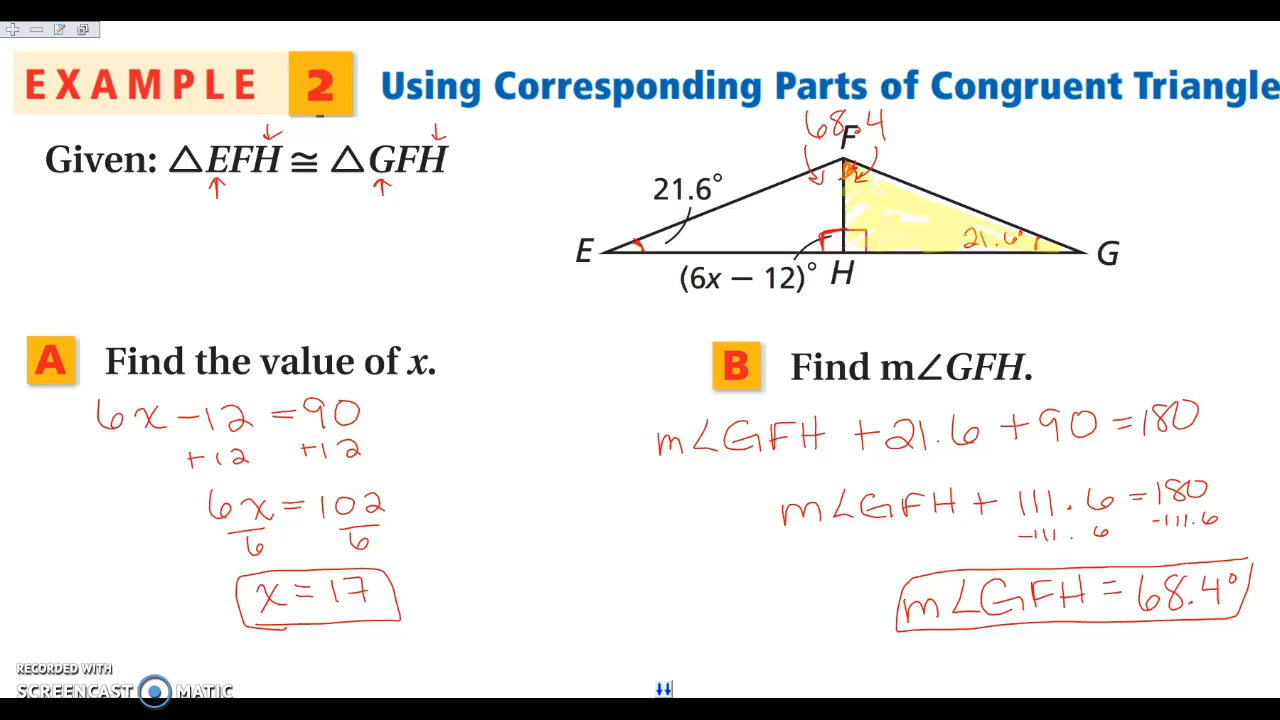 EXAMPLE 2 Using Corresponding Parts of Congruent Triangle
Given: △EFH ≅ △GFH
68.4
F
21.6°
21.6°
E
G
(6x − 12)°
H
A Find the value of x.
6x − 12 = 90
+12 +12
6x = 102
6 6
x = 17
B Find m∠GFH.
m∠GFH + 21.6 + 90 = 180
m∠GFH + 111.6 = 180
-111.6 -111.6
m∠GFH = 68.4°
RECORDED WITH
SCREENCAST MATIC